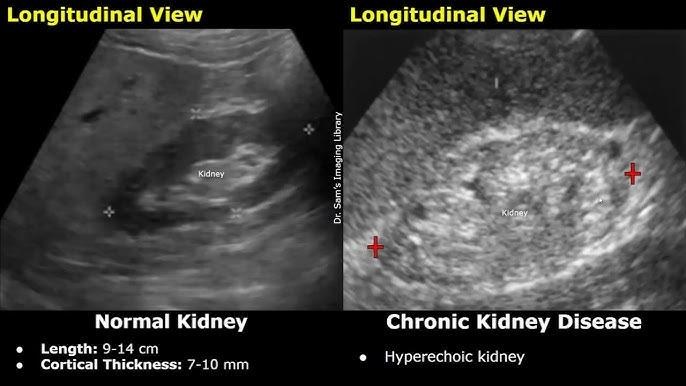 Longitudinal View
Kidney
Normal Kidney
● Length: 9-14 cm
● Cortical Thickness: 7-10 mm
Dr. Sam's Imaging Library
Longitudinal View
Kidney
Chronic Kidney Disease
● Hyperechoic kidney